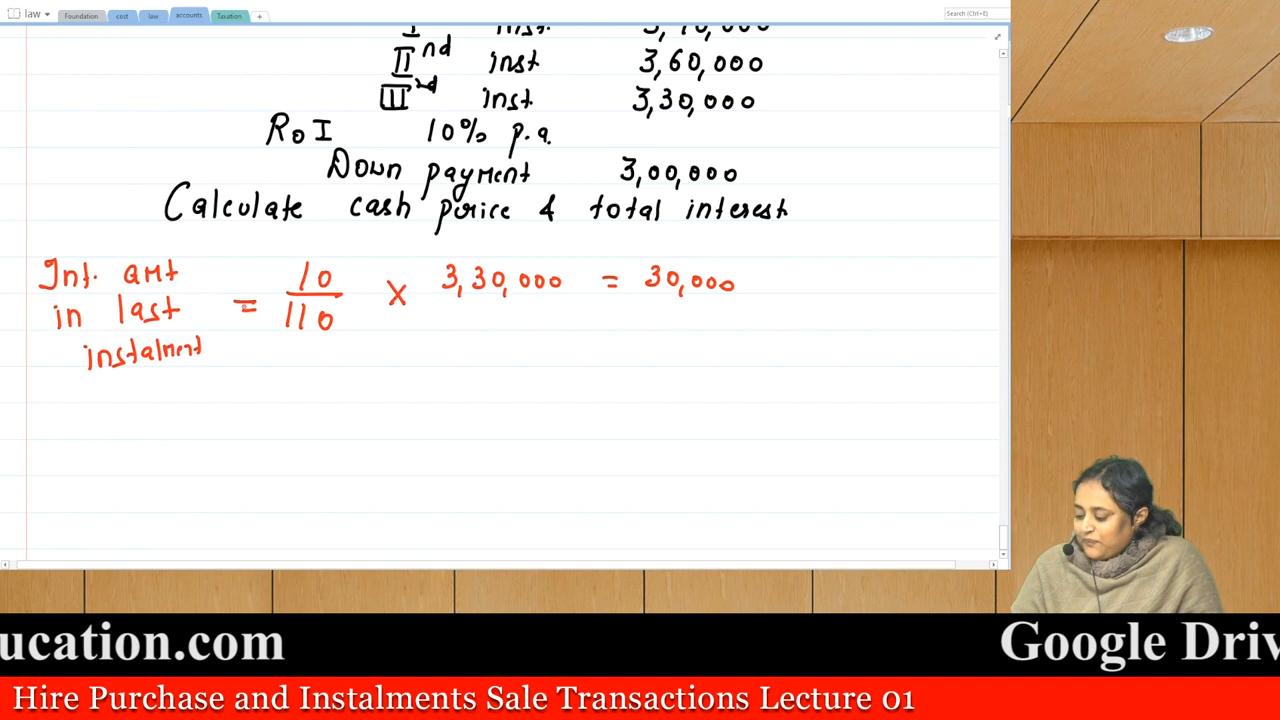 law
Foundation cost law accounts Taxation +
Search (Ctrl+E)
I inst.
II nd inst 3,60,000
III rd inst. 3,30,000
RoI 10% p.a.
Down payment 3,00,000
Calculate cash price & total interest
Int. amt in last instalment = 10/110 × 3,30,000 = 30,000
ucation.com
Google Driv
Hire Purchase and Instalments Sale Transactions Lecture 01